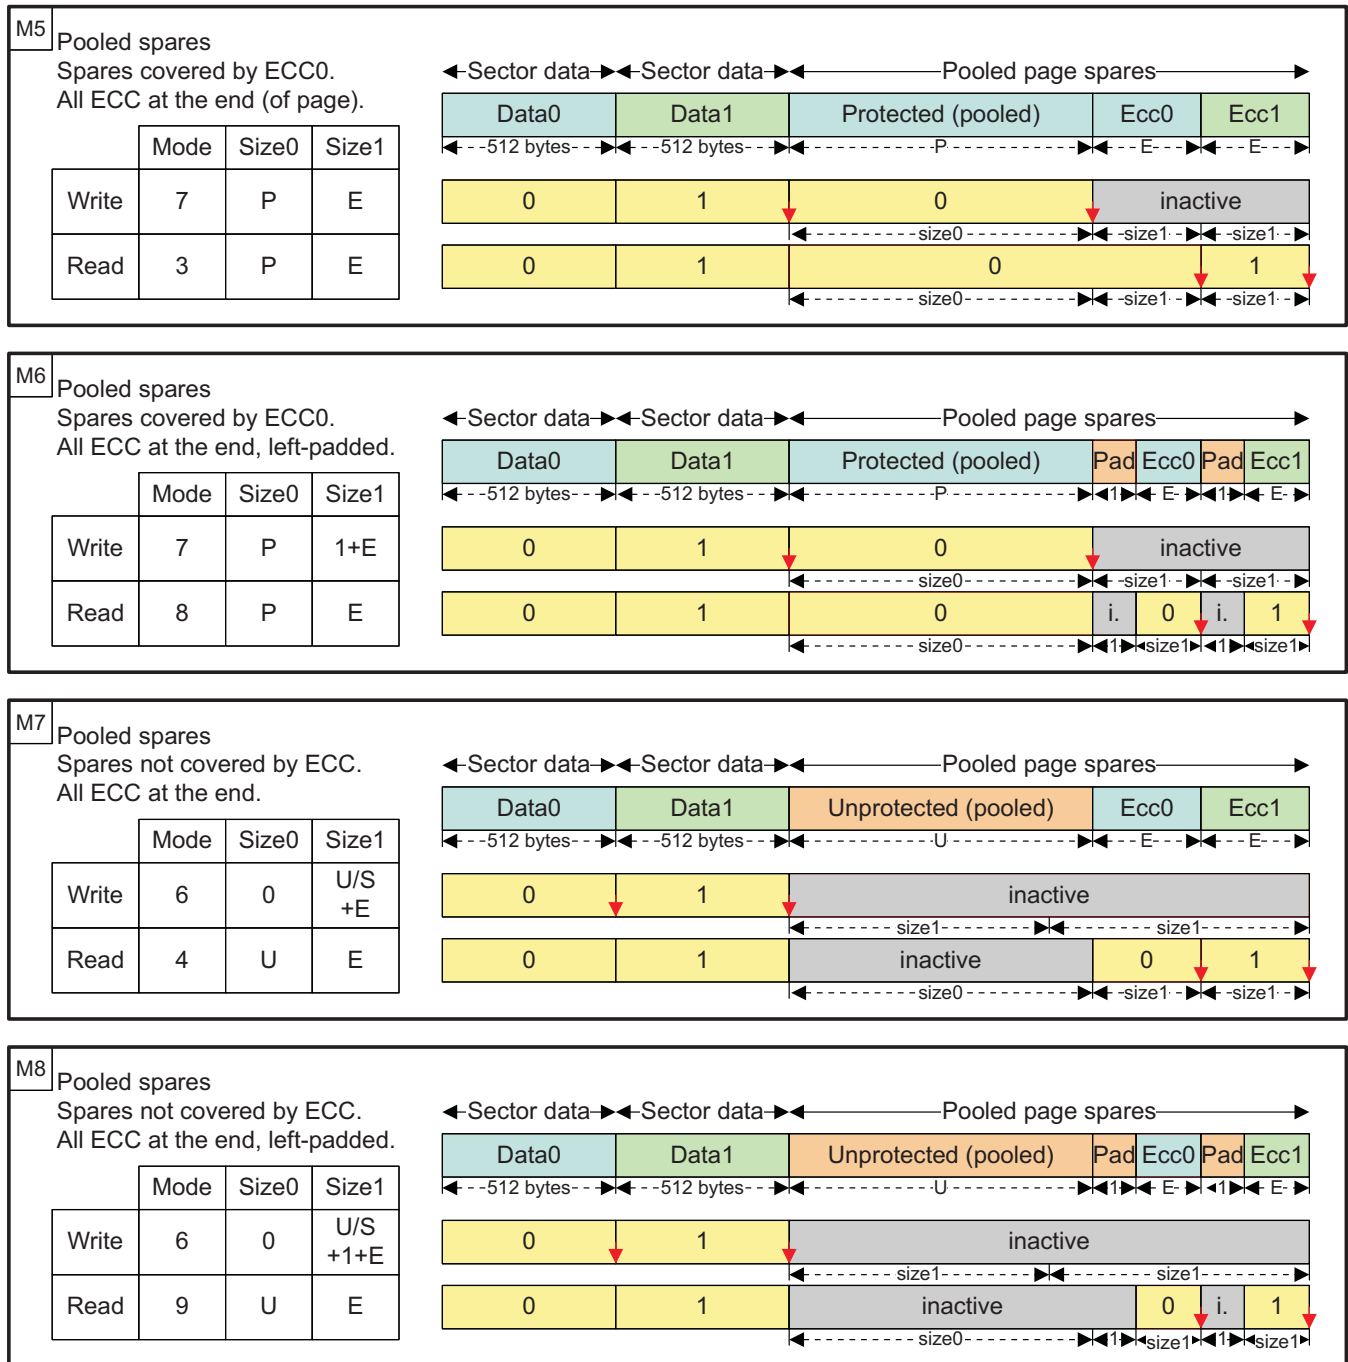 M5
Pooled spares
Spares covered by ECC0.
All ECC at the end (of page).
Mode Size0 Size1
Write 7 P E
Read 3 P E
Sector data Sector data Pooled page spares
Data0 Data1 Protected (pooled) Ecc0 Ecc1
512 bytes 512 bytes P E E
0 1 0 inactive
size0 size1 size1
0 1 0 1
size0 size1 size1
M6
Pooled spares
Spares covered by ECC0.
All ECC at the end, left-padded.
Mode Size0 Size1
Write 7 P 1+E
Read 8 P E
Sector data Sector data Pooled page spares
Data0 Data1 Protected (pooled) Pad Ecc0 Pad Ecc1
512 bytes 512 bytes P 1 E 1 E
0 1 0 inactive
size0 size1 size1
0 1 0 i. 0 i. 1
size0 1 size1 1 size1
M7
Pooled spares
Spares not covered by ECC.
All ECC at the end.
Mode Size0 Size1
Write 6 0 U/S
+E
Read 4 U E
Sector data Sector data Pooled page spares
Data0 Data1 Unprotected (pooled) Ecc0 Ecc1
512 bytes 512 bytes U E E
0 1 inactive
size1 size1
0 1 inactive 0 1
size0 size1 size1
M8
Pooled spares
Spares not covered by ECC.
All ECC at the end, left-padded.
Mode Size0 Size1
Write 6 0 U/S
+1+E
Read 9 U E
Sector data Sector data Pooled page spares
Data0 Data1 Unprotected (pooled) Pad Ecc0 Pad Ecc1
512 bytes 512 bytes U 1 E 1 E
0 1 inactive
size1 size1
0 1 inactive 0 i. 1
size0 1 size1 1 size1